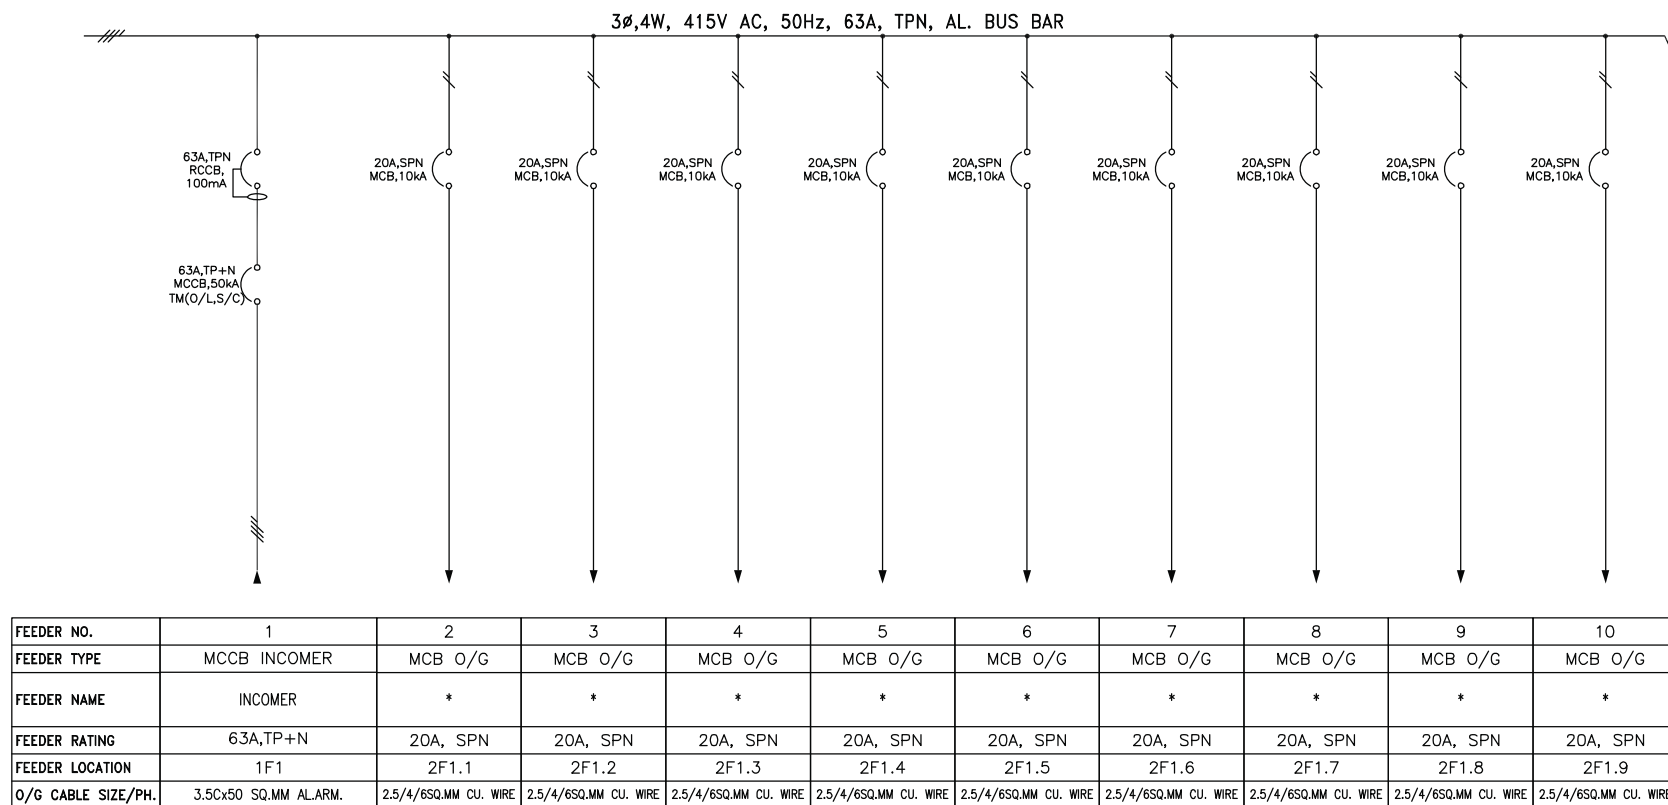 3ø,4W, 415V AC, 50Hz, 63A, TPN, AL. BUS BAR
63A,TPN
RCCB,
100mA
63A,TP+N
MCCB,50kA
TM(O/L,S/C)
20A,SPN
MCB,10kA
20A,SPN
MCB,10kA
20A,SPN
MCB,10kA
20A,SPN
MCB,10kA
20A,SPN
MCB,10kA
20A,SPN
MCB,10kA
20A,SPN
MCB,10kA
20A,SPN
MCB,10kA
20A,SPN
MCB,10kA
FEEDER NO. 1 2 3 4 5 6 7 8 9 10
FEEDER TYPE MCCB INCOMER MCB O/G MCB O/G MCB O/G MCB O/G MCB O/G MCB O/G MCB O/G MCB O/G MCB O/G
FEEDER NAME INCOMER * * * * * * * * *
FEEDER RATING 63A,TP+N 20A, SPN 20A, SPN 20A, SPN 20A, SPN 20A, SPN 20A, SPN 20A, SPN 20A, SPN 20A, SPN
FEEDER LOCATION 1F1 2F1.1 2F1.2 2F1.3 2F1.4 2F1.5 2F1.6 2F1.7 2F1.8 2F1.9
O/G CABLE SIZE/PH. 3.5Cx50 SQ.MM AL.ARM. 2.5/4/6SQ.MM CU. WIRE 2.5/4/6SQ.MM CU. WIRE 2.5/4/6SQ.MM CU. WIRE 2.5/4/6SQ.MM CU. WIRE 2.5/4/6SQ.MM CU. WIRE 2.5/4/6SQ.MM CU. WIRE 2.5/4/6SQ.MM CU. WIRE 2.5/4/6SQ.MM CU. WIRE 2.5/4/6SQ.MM CU. WIRE